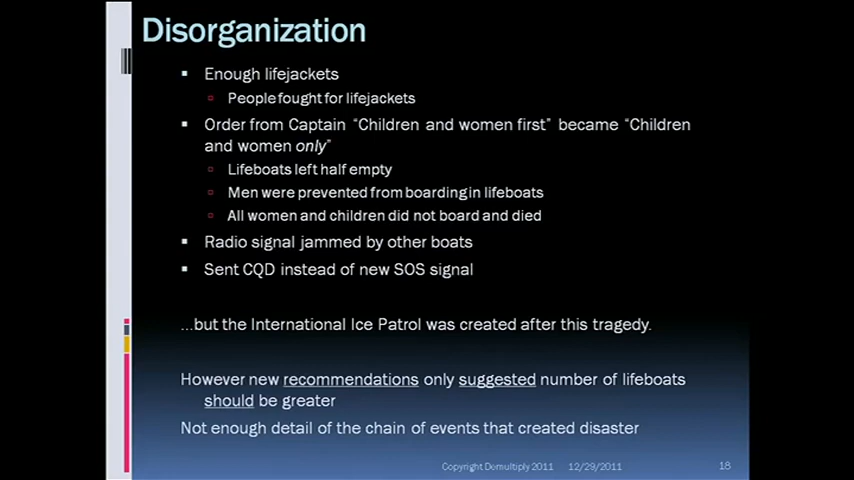 Disorganization
Enough lifejackets
People fought for lifejackets
Order from Captain “Children and women first” became “Children
and women only”
Lifeboats left half empty
Men were prevented from boarding in lifeboats
All women and children did not board and died
Radio signal jammed by other boats
Sent CQD instead of new SOS signal
...but the International Ice Patrol was created after this tragedy.
However new recommendations only suggested number of lifeboats
should be greater
Not enough detail of the chain of events that created disaster
Copyright Domultiply 2011 12/29/2011 18